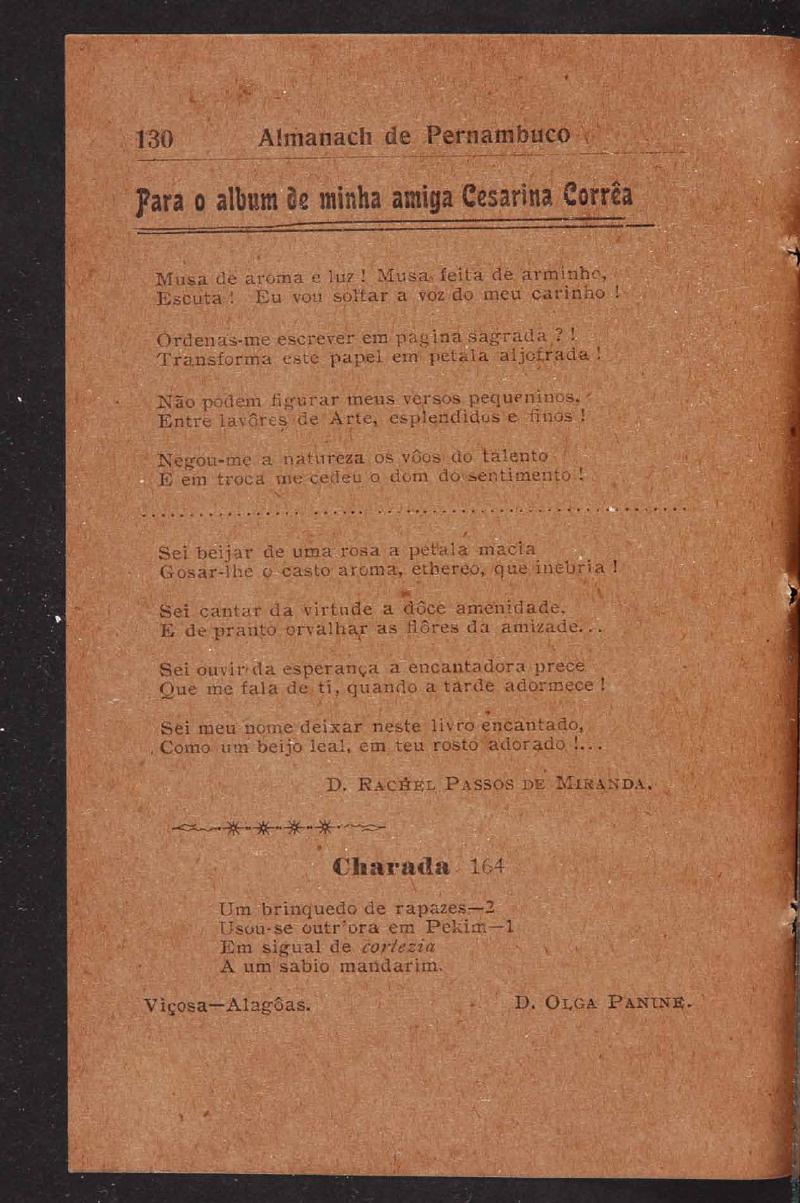 130 Almanach de Pernambuco
Para o album de minha amiga Cesarina Corrêa
Musa de aroma e luz ! Musa feita de arminho,
Escuta ! Eu vou soltar a voz do meu carinho !
Ordenas-me escrever em pagina sagrada ? !
Transforma este papel em petala aljofrada !
Não podem figurar meus versos pequeninos,
Entre lavôres de Arte, esplendidos e finos !
Negou-me a natureza os vôos do talento
E em troca me cedeu o dom do sentimento !
Sei beijar de uma rosa a petala macia
Gosar-lhe o casto aroma, ethereo, que inebria !
Sei cantar da virtude a dôce amenidade,
E de pranto orvalhar as flôres da amizade...
Sei ouvir da esperança a encantadora prece
Que me fala de ti, quando a tarde adormece !
Sei meu nome deixar neste livro encantado,
Como um beijo leal, em teu rosto adorado !...
D. RACHEL PASSOS DE MIRANDA.
Charada 164
Um brinquedo de rapazes—2
Usou-se outr'ora em Pekim—1
Em sigual de cortezia
A um sabio mandarim.
Viçosa—Alagôas. D. OLGA PANINÉ.